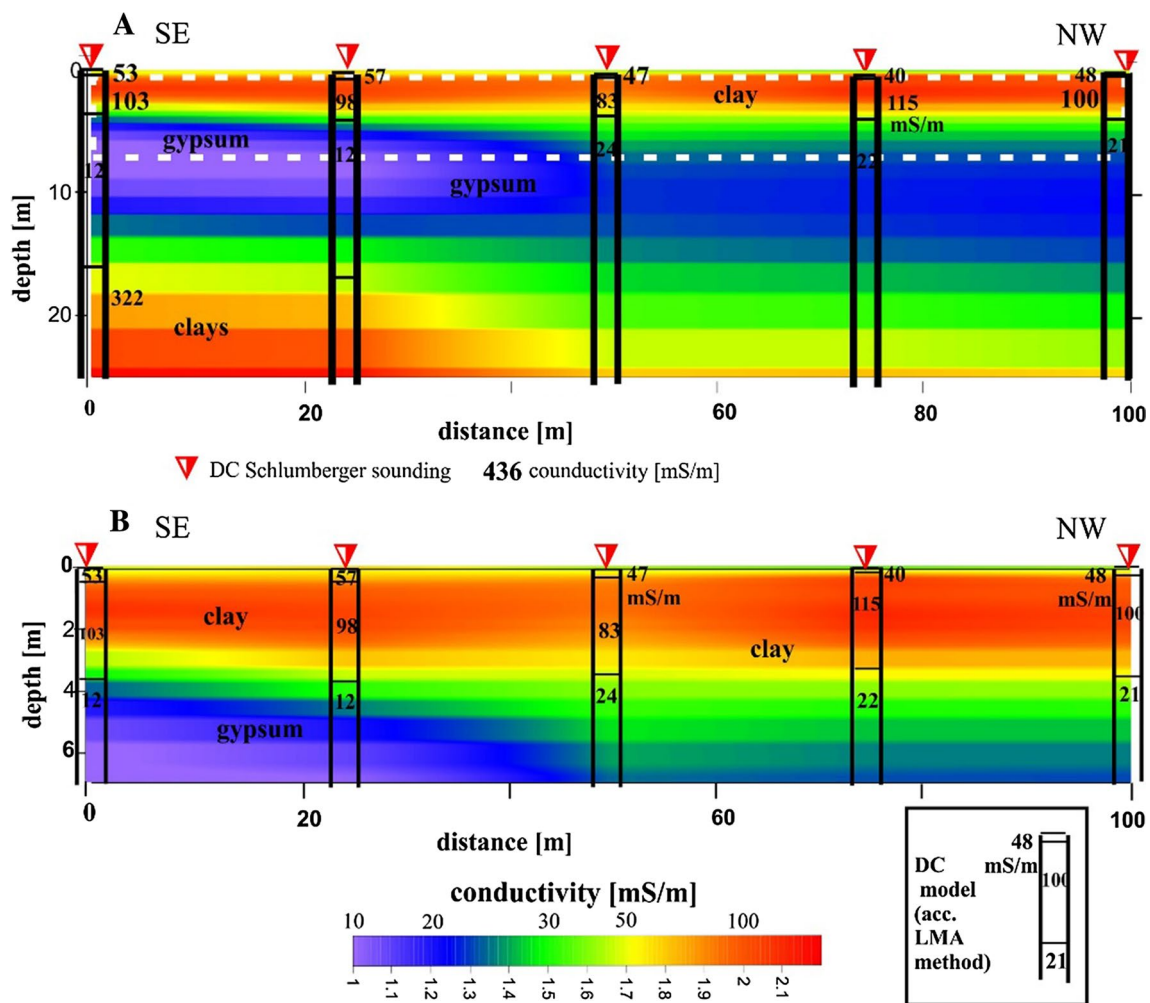 A SE NW
0 53 57 47 40 48
103 98 83 clay 115 100
mS/m
gypsum
12 12 24 22 21
gypsum
10
depth [m]
322
20 clays
0 20 60 80 100
distance [m]
DC Schlumberger sounding 436 counductivity [mS/m]
B SE NW
0 53 57 47 40 48
mS/m 115 mS/m 100
clay
2 103 98 83
clay
depth [m]
4 12 12 24 22 21
gypsum
6
0 20 60 100
distance [m]
conductivity [mS/m]
10 20 30 50 100
1 1.1 1.2 1.3 1.4 1.5 1.6 1.7 1.8 1.9 2 2.1
48
DC mS/m
model 100
(acc.
LMA
method) 21